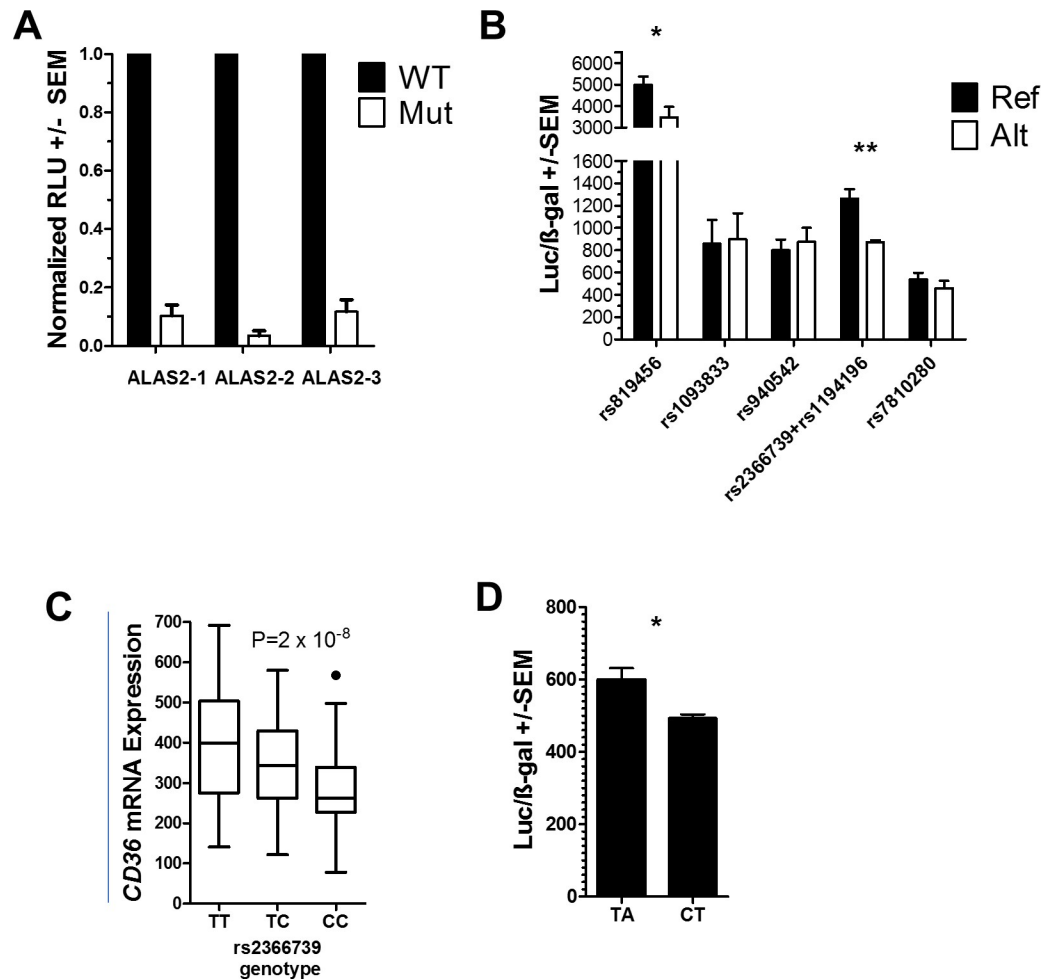 A
Normalized RLU +/- SEM
1.0
0.8
0.6
0.4
0.2
0.0
ALAS2-1 ALAS2-2 ALAS2-3
WT
Mut
B
Luc/ß-gal +/-SEM
6000
5000
4000
3000
1600
1400
1200
1000
800
600
400
200
0
*
**
rs819456
rs1093833
rs940542
rs2366739+rs1194196
rs7810280
Ref
Alt
C
CD36 mRNA Expression
700
600
500
400
300
200
100
0
P=2 x 10-8
TT TC CC
rs2366739
genotype
D
Luc/ß-gal +/-SEM
800
600
400
200
0
*
TA CT